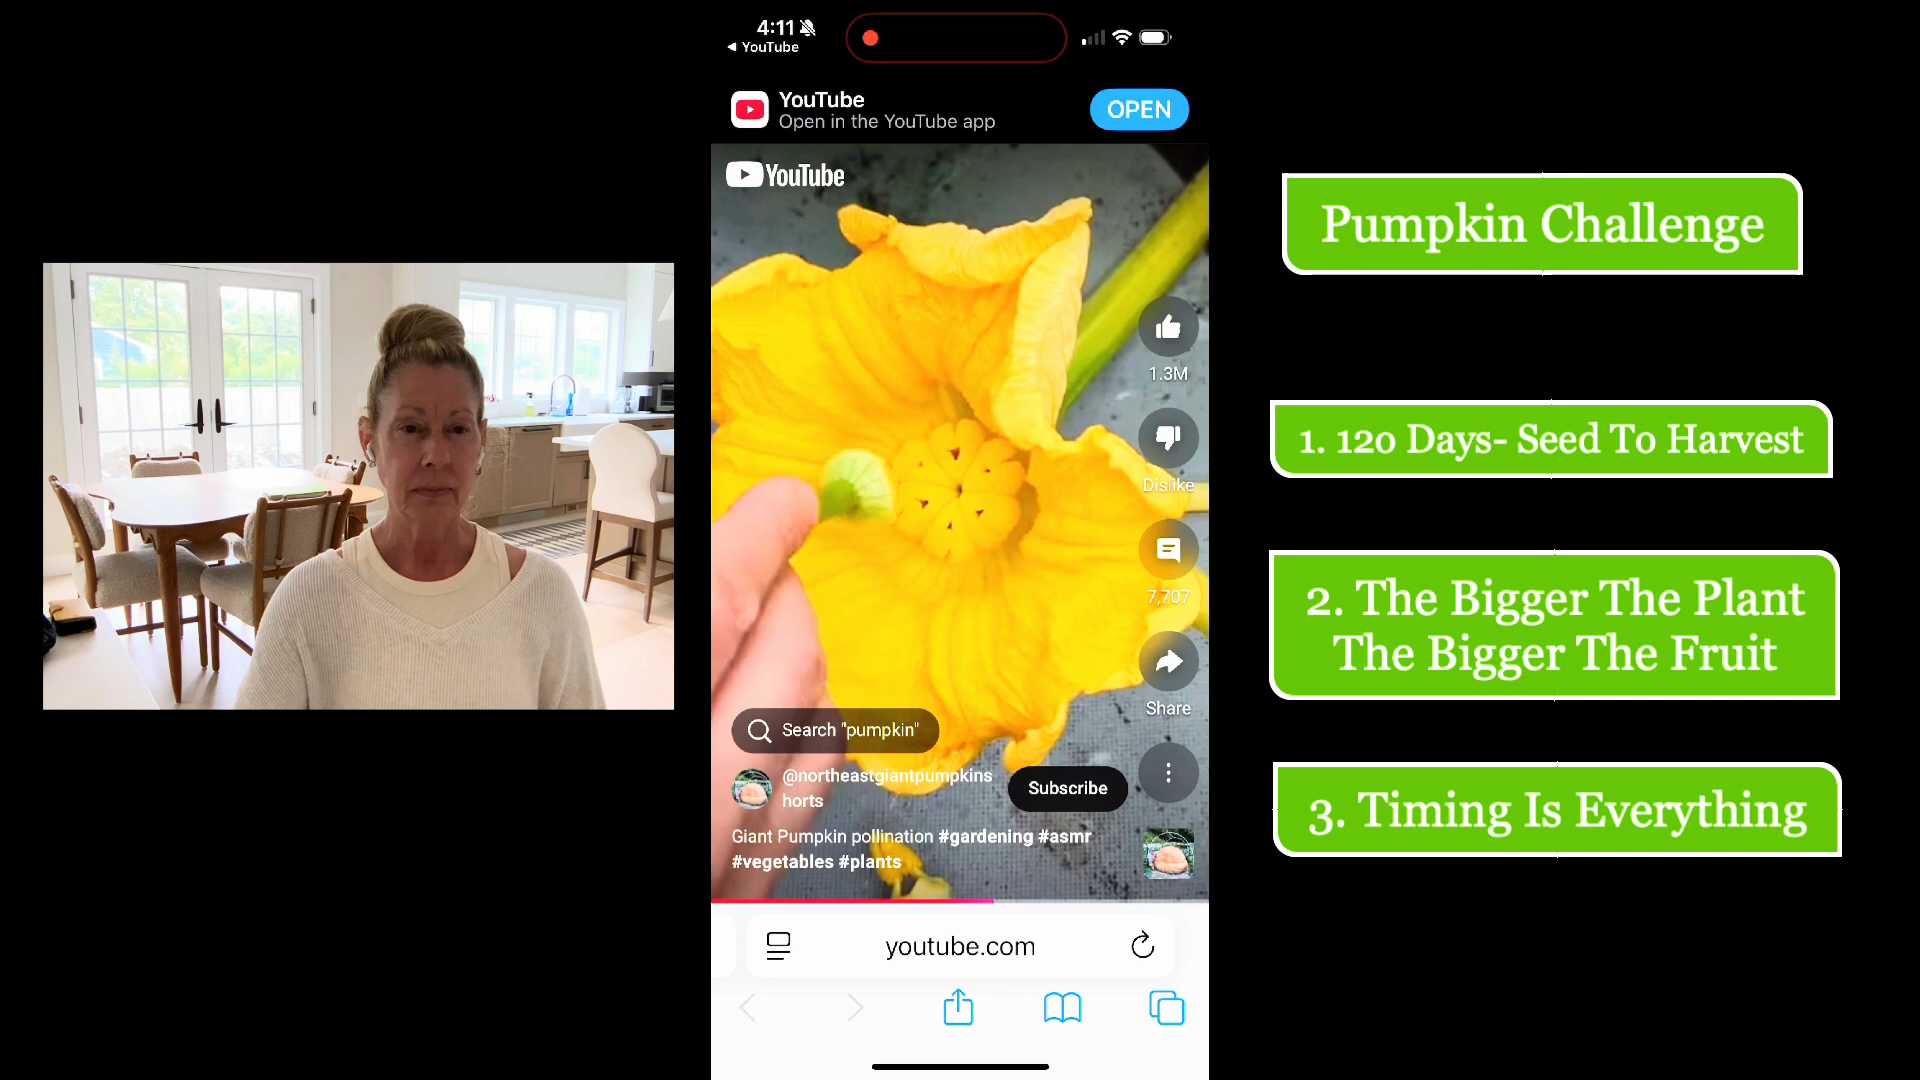 4:11
YouTube
YouTube
Open in the YouTube app
OPEN
YouTube
1.3M
Dislike
7,707
Share
Search "pumpkin"
@northeastgiantpumpkins
horts
Subscribe
Giant Pumpkin pollination #gardening #asmr
#vegetables #plants
youtube.com
Pumpkin Challenge
1. 120 Days- Seed To Harvest
2. The Bigger The Plant
The Bigger The Fruit
3. Timing Is Everything